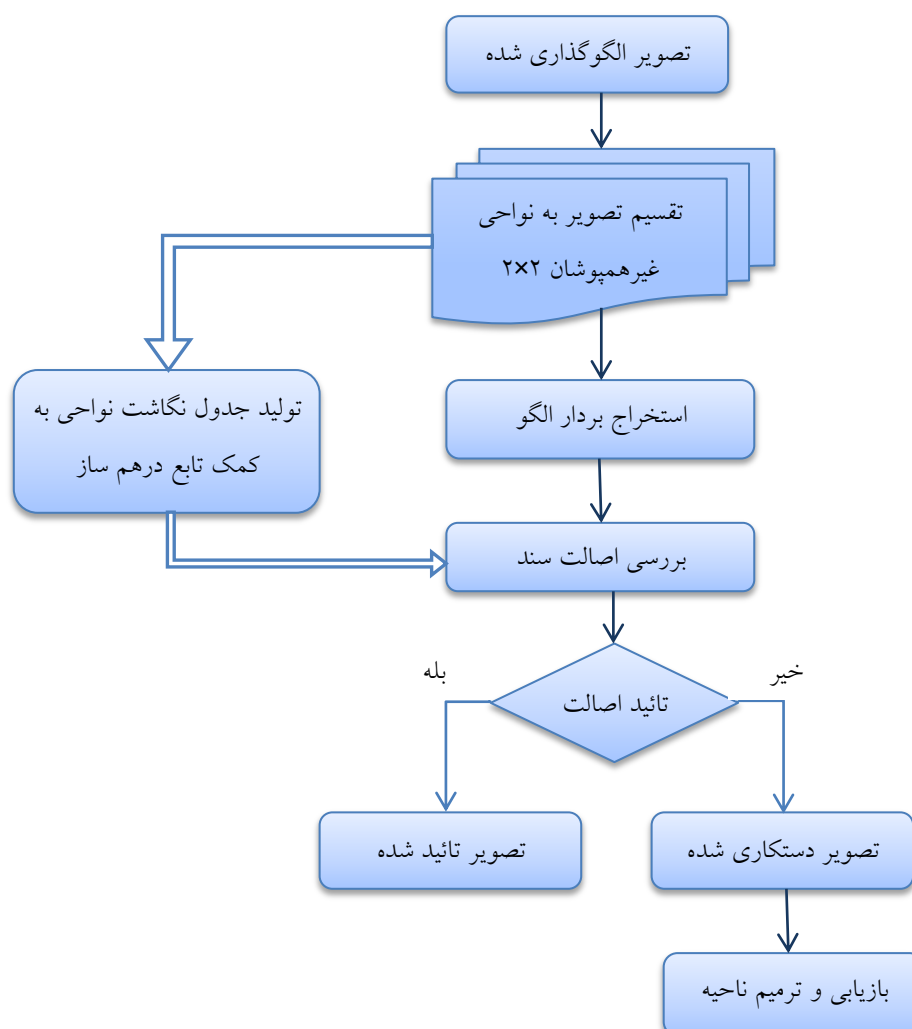 تصویر الگوگذاری شده
تقسیم تصویر به نواحی
غیرهمپوشان ۲×۲
تولید جدول نگاشت نواحی به
کمک تابع درهم ساز
استخراج بردار الگو
بررسی اصالت سند
خیر
بله
تائید اصالت
تصویر دستکاری شده
تصویر تائید شده
بازیابی و ترمیم ناحیه